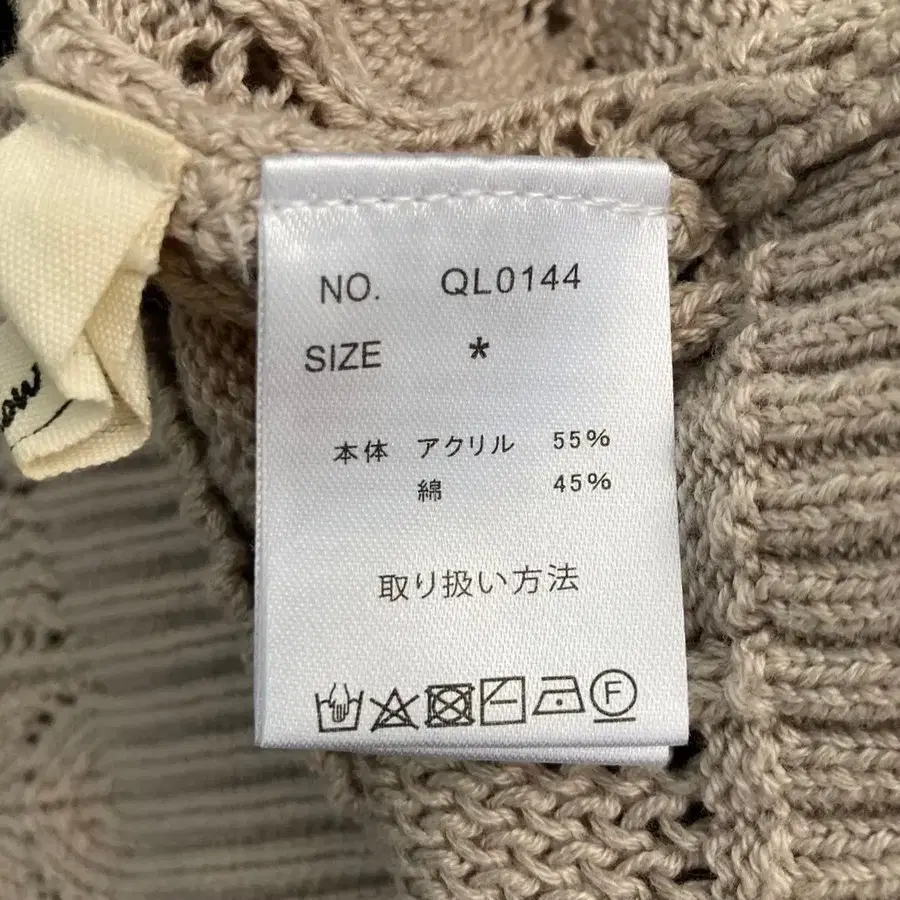 NO. QL0144
SIZE *
本体 アクリル 55%
綿 45%
取り扱い方法
F